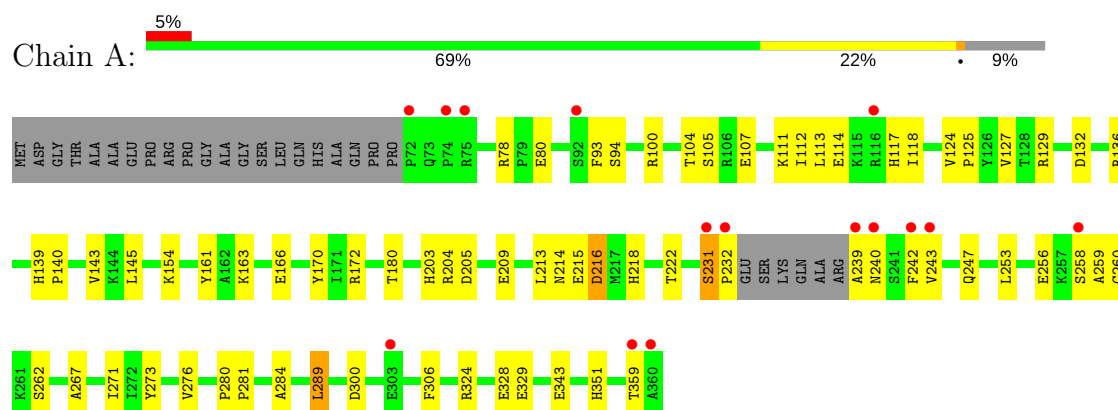 Chain A:
5%
69% 22% • 9%
MET ASP GLY THR ALA ALA GLU PRO ARG PRO GLY ALA GLY SER LEU GLN HIS ALA GLN PRO PRO P72 Q73 P74 R75 R78 P79 E80 S92 F93 S94 R100 T104 S105 R106 E107 K111 I112 L113 E114 K115 R116 H117 I118 V124 P125 Y126 V127 T128 R129 D132
H139 P140 V143 K144 L145 K154 Y161 A162 K163 E166 Y170 I171 R172 T180 H203 R204 D205 E209 L213 N214 E215 D216 M217 H218 T222 S231 P232 GLU SER LYS GLN ALA ARG A239 N240 S241 F242 V243 Q247 L253 E256 K257 S258 A259
K261 S262 A267 I271 I272 Y273 V276 P280 P281 A284 L289 D300 E303 F306 R324 E328 E329 E343 H351 T359 A360